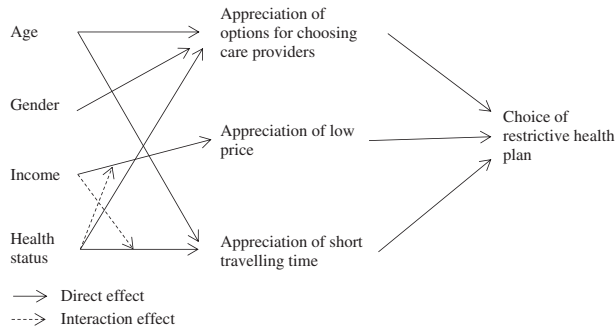 Age
Gender
Income
Health
status
Appreciation of
options for choosing
care providers
Appreciation of low
price
Appreciation of short
travelling time
Choice of
restrictive health
plan
Direct effect
Interaction effect